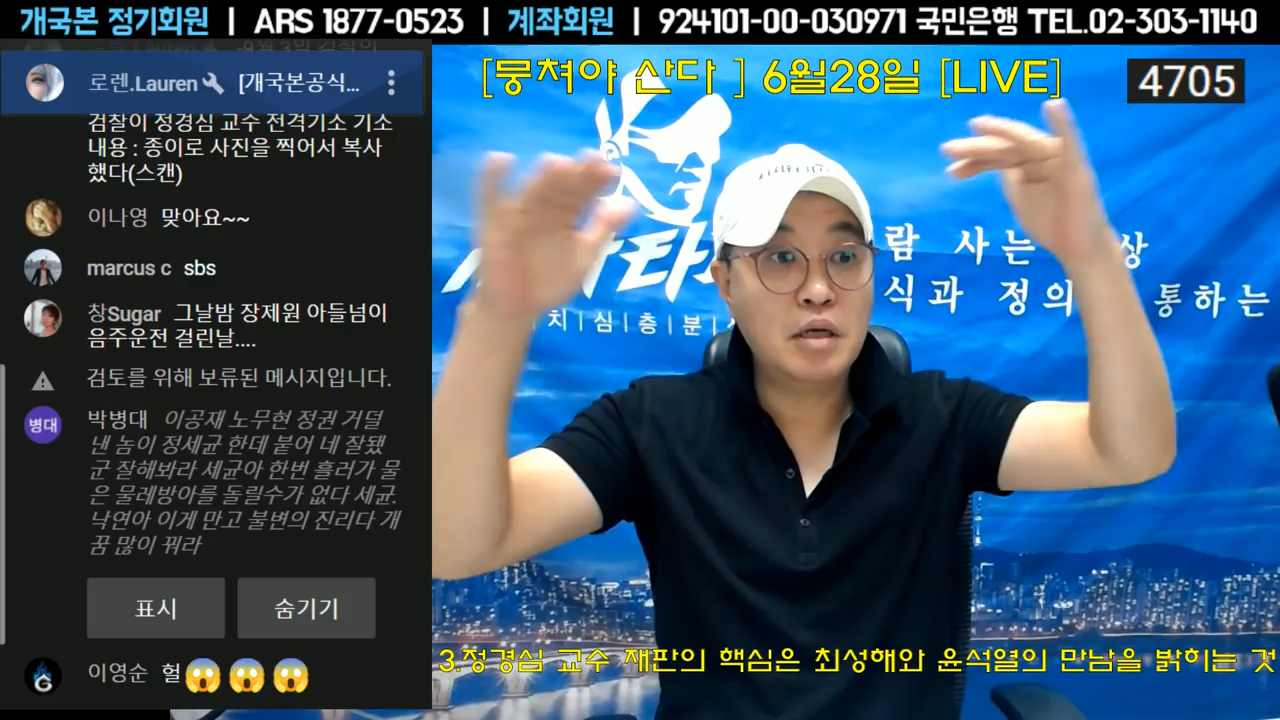 개국본 정기회원 | ARS 1877-0523 | 계좌회원 | 924101-00-030971 국민은행 TEL.02-303-1140
로렌.Lauren [개국본공식...
검찰이 정경심 교수 전격기소 기소
내용 : 종이로 사진을 찍어서 복사
했다(스캔)
이나영 맞아요~~
marcus c sbs
창Sugar 그날밤 장제원 아들넘이
음주운전 걸린날....
검토를 위해 보류된 메시지입니다.
병대
박병대 이공재 노무현 정권 거덜
낸 놈이 정세균 한데 붙어 네 잘됐
군 잘해봐라 세균아 한번 흘러가 물
은 물레방아를 돌릴수가 없다 세균.
낙연아 이게 만고 불변의 진리다 개
꿈 많이 꿔라
표시
숨기기
이영순 헐😱😱😱
[뭉쳐야 산다 ] 6월28일 [LIVE]
4705
타
람 사는 상
식과 정의 통하는
치|심|층|분
3.정경심 교수 재판의 핵심은 최성해와 윤석열의 만남을 밝히는 것